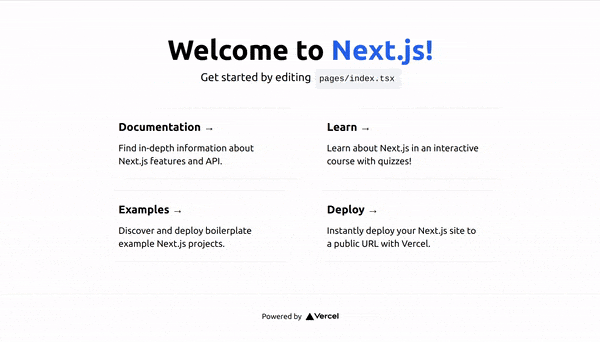 Welcome to Next.js!
Get started by editing pages/index.tsx
Documentation →
Find in-depth information about
Next.js features and API.
Learn →
Learn about Next.js in an interactive
course with quizzes!
Examples →
Discover and deploy boilerplate
example Next.js projects.
Deploy →
Instantly deploy your Next.js site to
a public URL with Vercel.
Powered by ▲Vercel